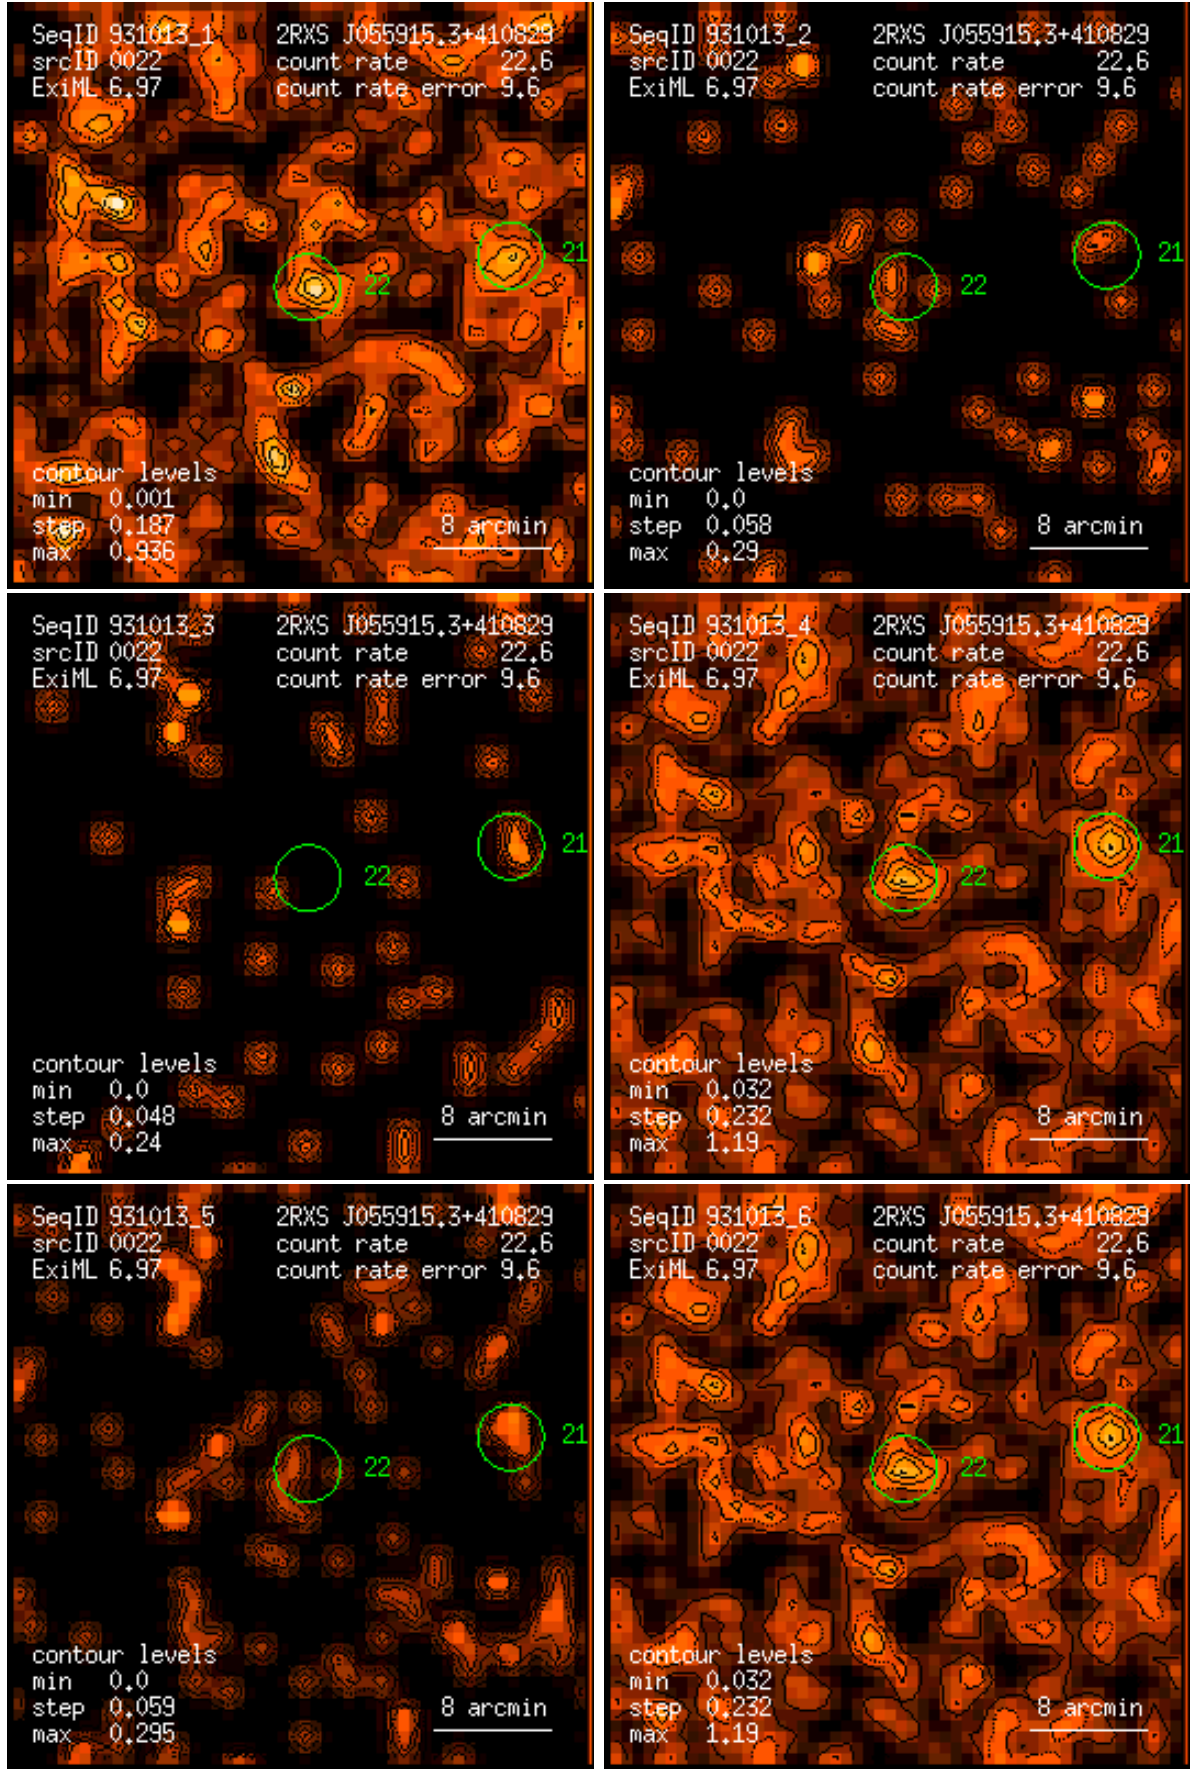 SeqID 931013_1 2RXS J055915.3+410829
srcID 0022 count rate 22.6
ExiML 6.97 count rate error 9.6
21
22
contour levels
min 0.001
step 0.187 8 arcmin
max 0.936
SeqID 931013_2 2RXS J055915.3+410829
srcID 0022 count rate 22.6
ExiML 6.97 count rate error 9.6
21
22
contour levels
min 0.0
step 0.058 8 arcmin
max 0.29
SeqID 931013_3 2RXS J055915.3+410829
srcID 0022 count rate 22.6
ExiML 6.97 count rate error 9.6
21
22
contour levels
min 0.0
step 0.048 8 arcmin
max 0.24
SeqID 931013_4 2RXS J055915.3+410829
srcID 0022 count rate 22.6
ExiML 6.97 count rate error 9.6
21
22
contour levels
min 0.032
step 0.232 8 arcmin
max 1.19
SeqID 931013_5 2RXS J055915.3+410829
srcID 0022 count rate 22.6
ExiML 6.97 count rate error 9.6
21
22
contour levels
min 0.0
step 0.059 8 arcmin
max 0.295
SeqID 931013_6 2RXS J055915.3+410829
srcID 0022 count rate 22.6
ExiML 6.97 count rate error 9.6
21
22
contour levels
min 0.032
step 0.232 8 arcmin
max 1.19